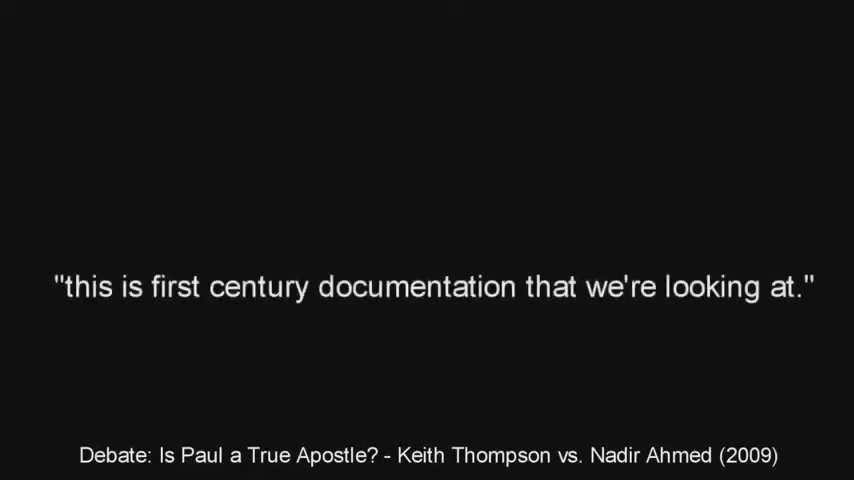 "this is first century documentation that we're looking at."
Debate: Is Paul a True Apostle? - Keith Thompson vs. Nadir Ahmed (2009)